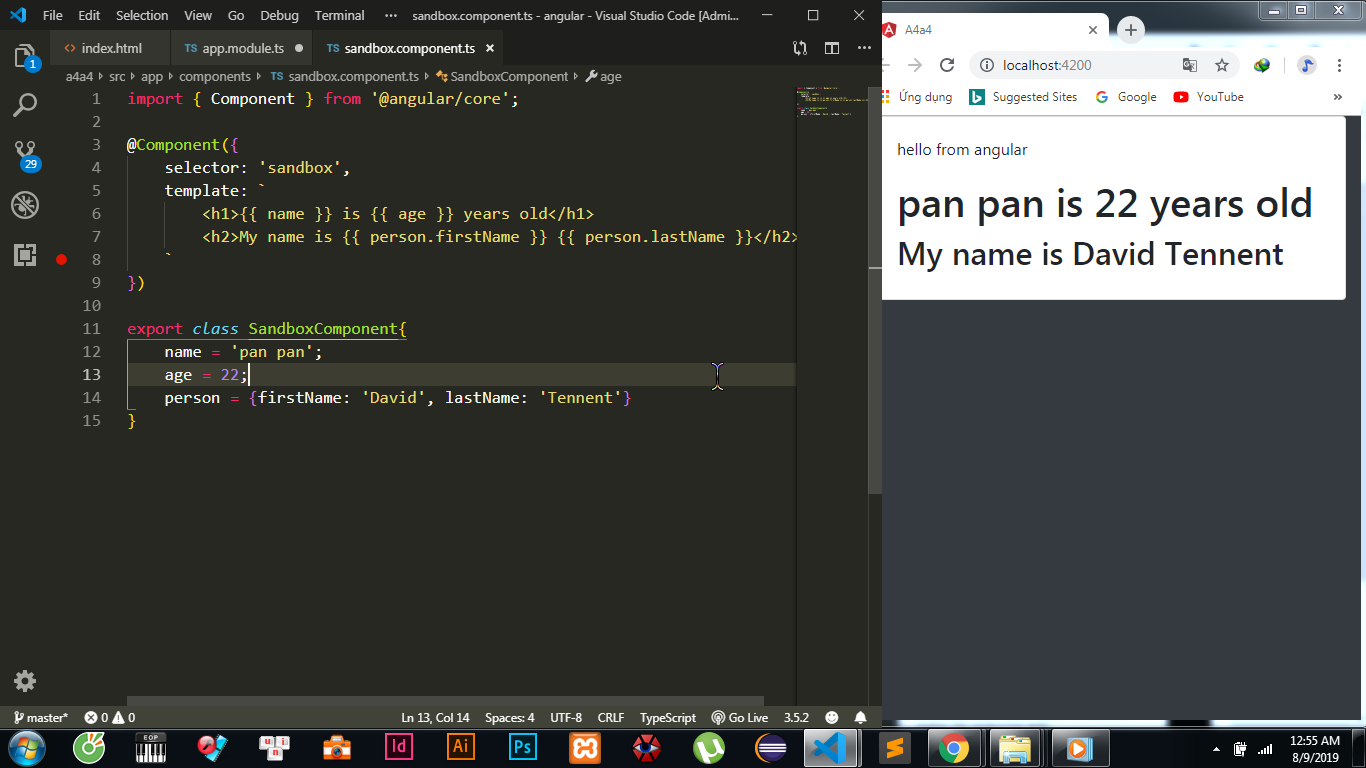 File Edit Selection View Go Debug Terminal ··· sandbox.component.ts - angular - Visual Studio Code [Admi...
<> index.html TS app.module.ts TS sandbox.component.ts
a4a4 src app components TS sandbox.component.ts SandboxComponent age
1 import { Component } from '@angular/core';
2
3 @Component({
4 selector: 'sandbox',
5 template: `
6 <h1>{{ name }} is {{ age }} years old</h1>
7 <h2>My name is {{ person.firstName }} {{ person.lastName }}</h2>
8 `
9 })
10
11 export class SandboxComponent{
12 name = 'pan pan';
13 age = 22;
14 person = {firstName: 'David', lastName: 'Tennent'}
15 }
1
29
master* 0 0 Ln 13, Col 14 Spaces: 4 UTF-8 CRLF TypeScript Go Live 3.5.2
A4a4
localhost:4200
Ứng dụng Suggested Sites Google YouTube »
hello from angular
pan pan is 22 years old
My name is David Tennent
EOP Id Ai Ps
12:55 AM
8/9/2019